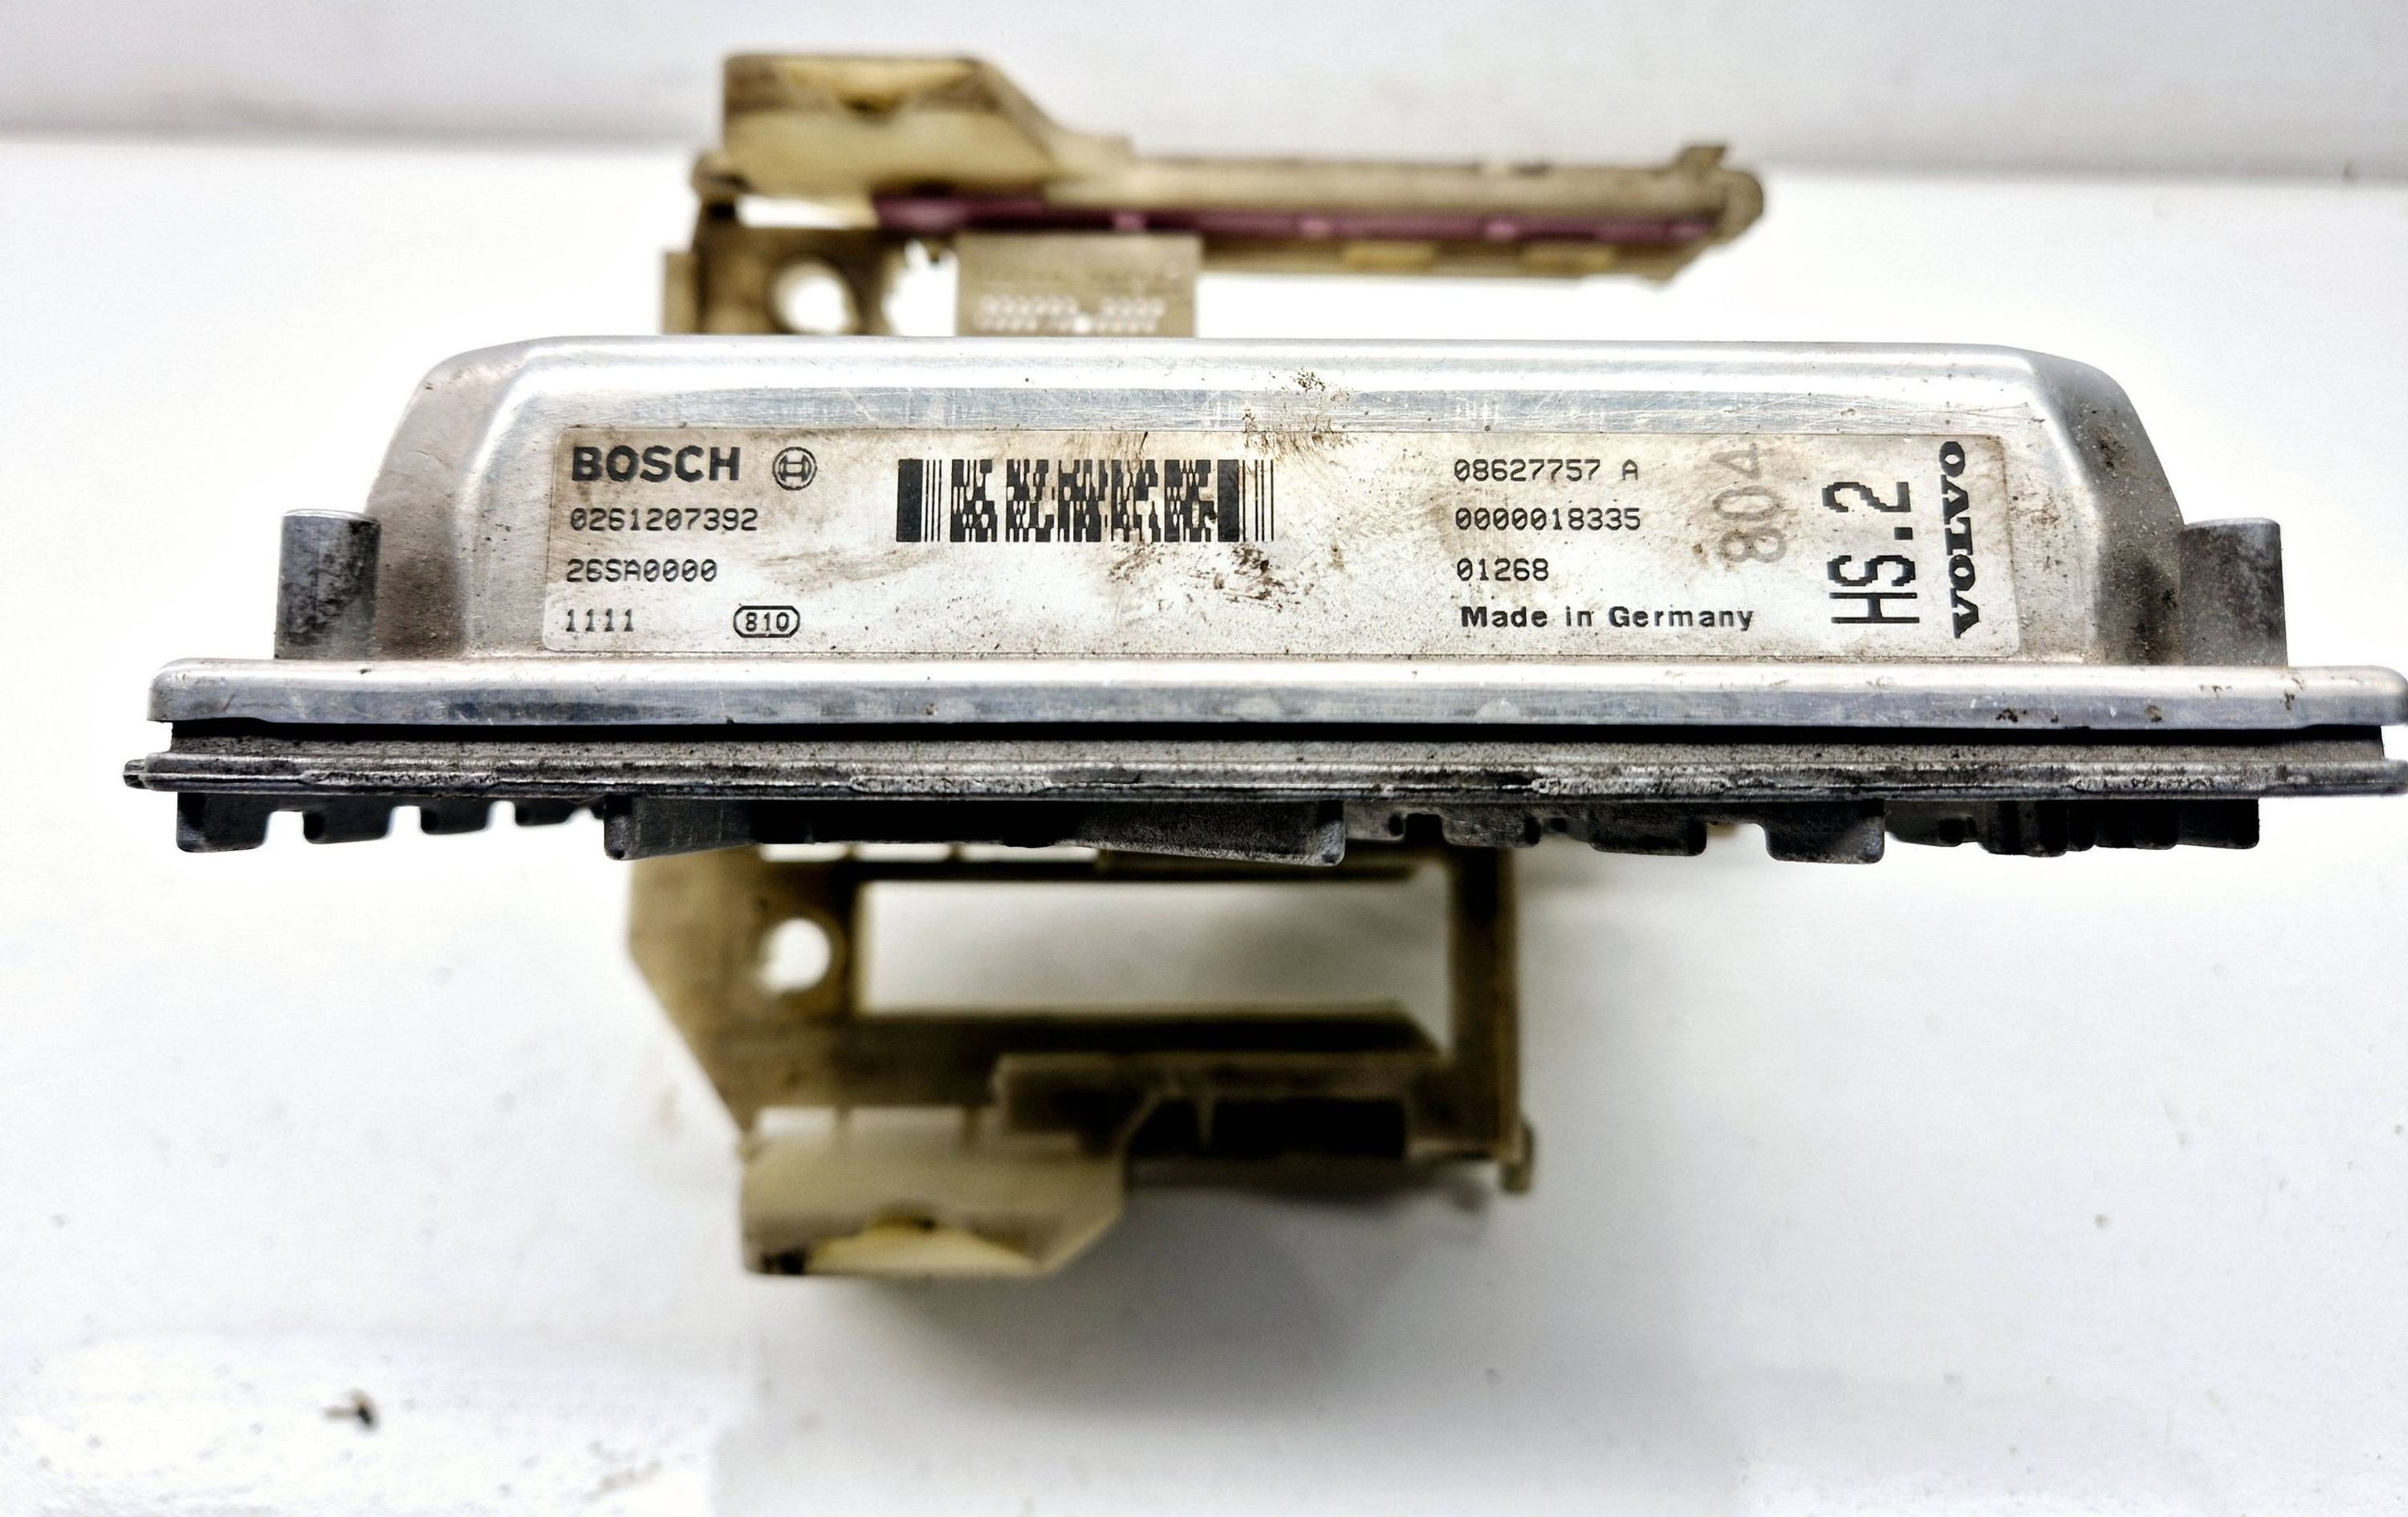 BOSCH
0261207392
26SA0000
1111 810
08627757 A
0000018335
01268
Made in Germany
804
HS.2
VOLVO